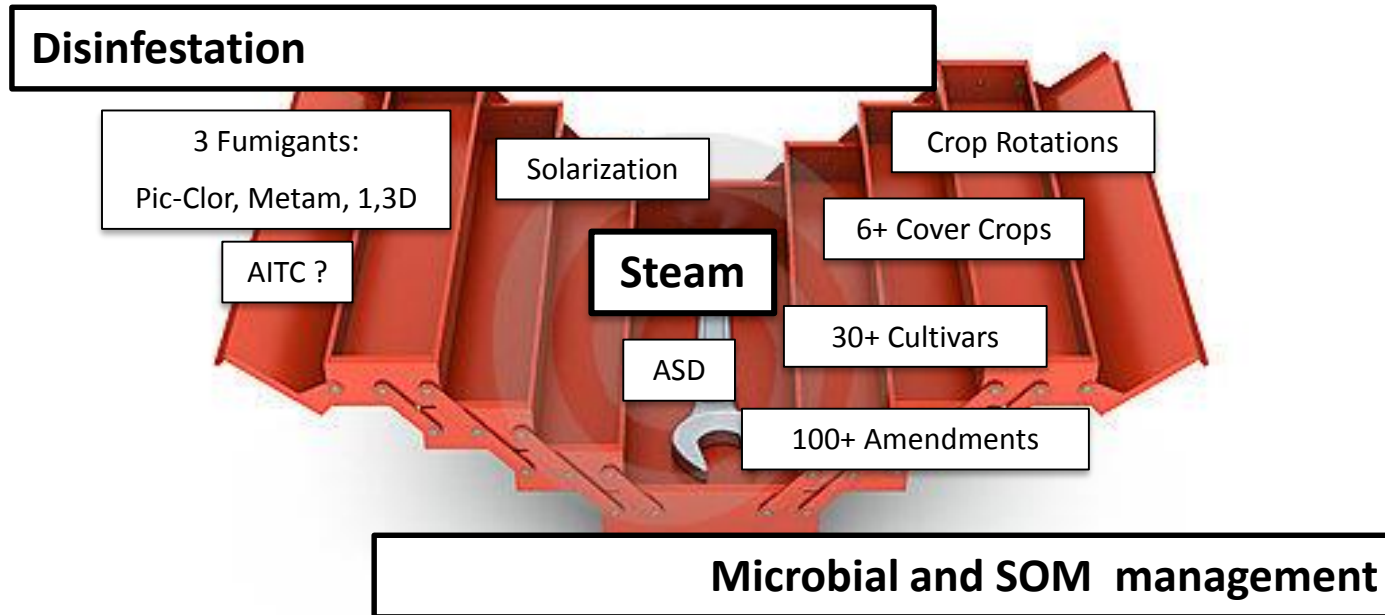 Disinfestation
3 Fumigants:
Pic-Clor, Metam, 1,3D
Solarization
Crop Rotations
6+ Cover Crops
AITC ?
Steam
30+ Cultivars
ASD
100+ Amendments
Microbial and SOM  management